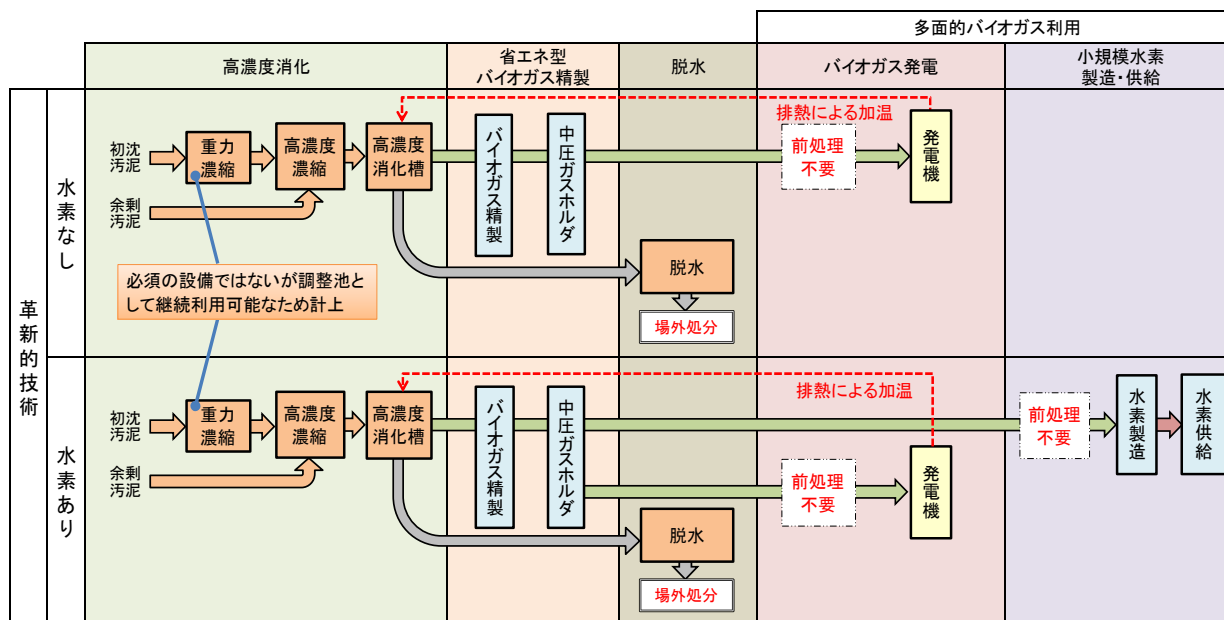 多面的バイオガス利用
高濃度消化
省エネ型
バイオガス精製
脱水
バイオガス発電
小規模水素
製造・供給
革新的技術
水素なし
初沈
汚泥
重力
濃縮
高濃度
濃縮
高濃度
消化槽
余剰
汚泥
バイオガス精製
中圧ガスホルダ
排熱による加温
前処理
不要
発電機
脱水
場外処分
必須の設備ではないが調整池と
して継続利用可能なため計上
水素あり
初沈
汚泥
重力
濃縮
高濃度
濃縮
高濃度
消化槽
余剰
汚泥
バイオガス精製
中圧ガスホルダ
排熱による加温
前処理
不要
発電機
前処理
不要
水素製造
水素供給
脱水
場外処分